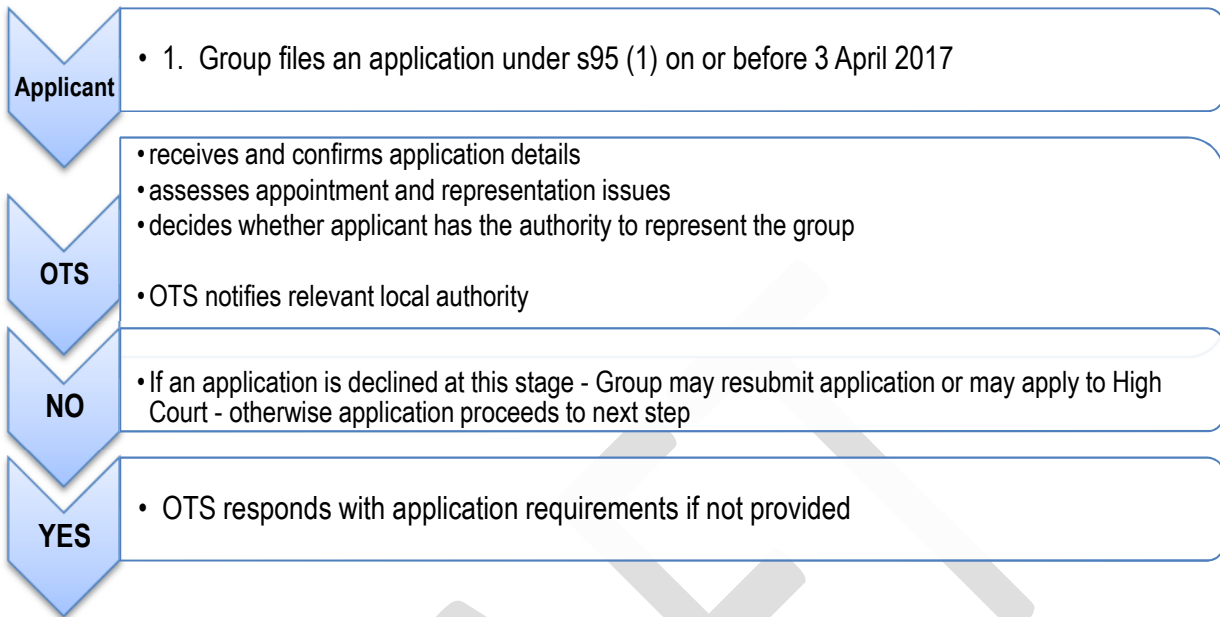 Applicant
• 1. Group files an application under s95 (1) on or before 3 April 2017
OTS
• receives and confirms application details
• assesses appointment and representation issues
• decides whether applicant has the authority to represent the group
• OTS notifies relevant local authority
NO
• If an application is declined at this stage - Group may resubmit application or may apply to High
Court - otherwise application proceeds to next step
YES
• OTS responds with application requirements if not provided